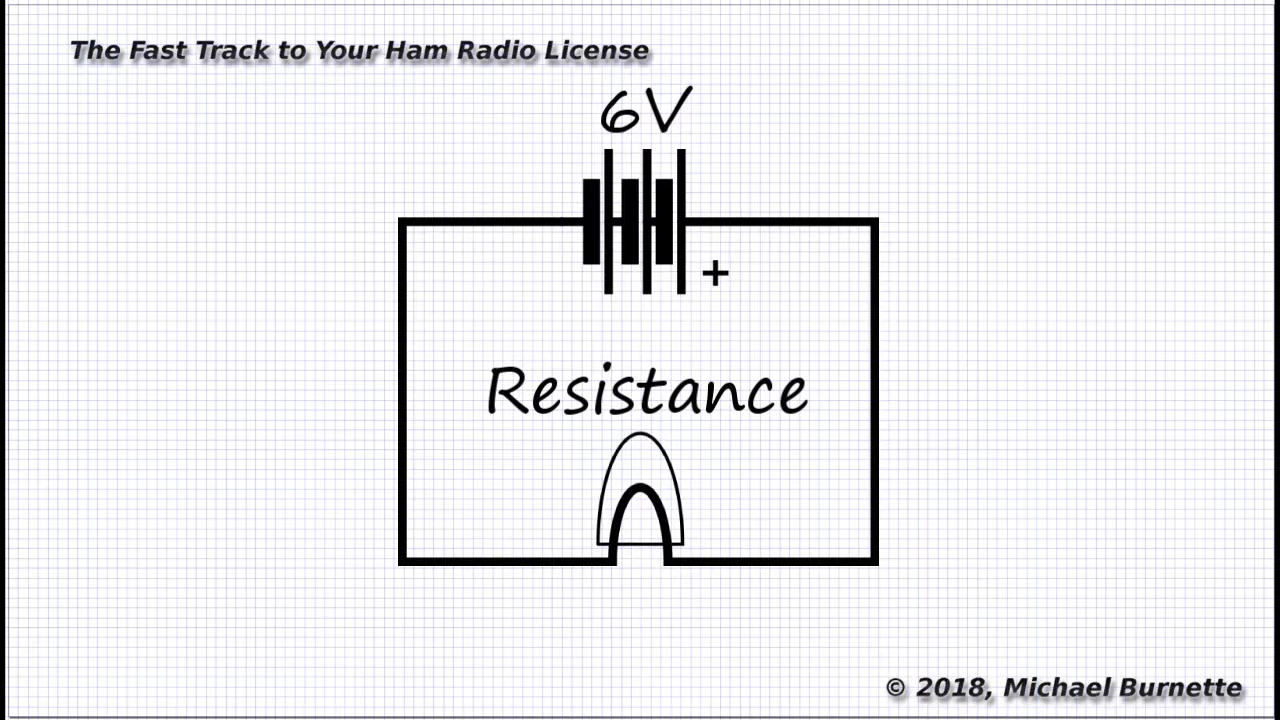 The Fast Track to Your Ham Radio License
6V
+
Resistance
© 2018, Michael Burnette